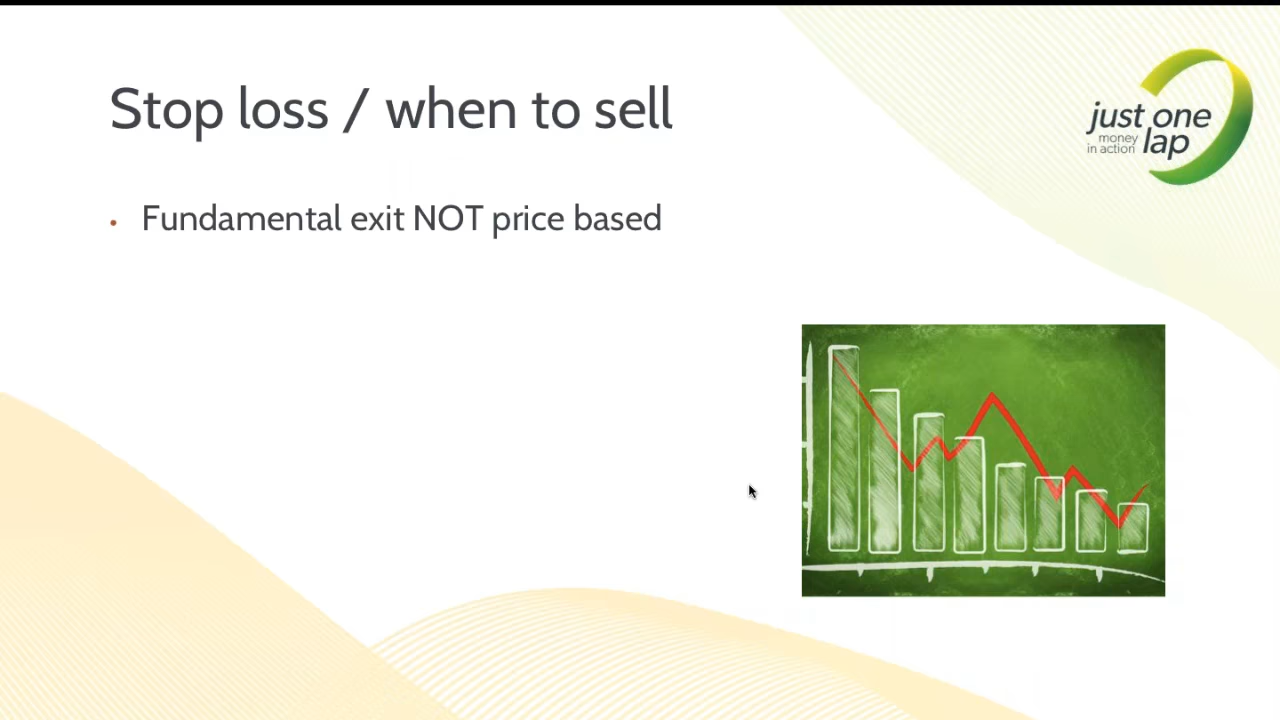 Stop loss / when to sell
just one
money
in action lap
• Fundamental exit NOT price based